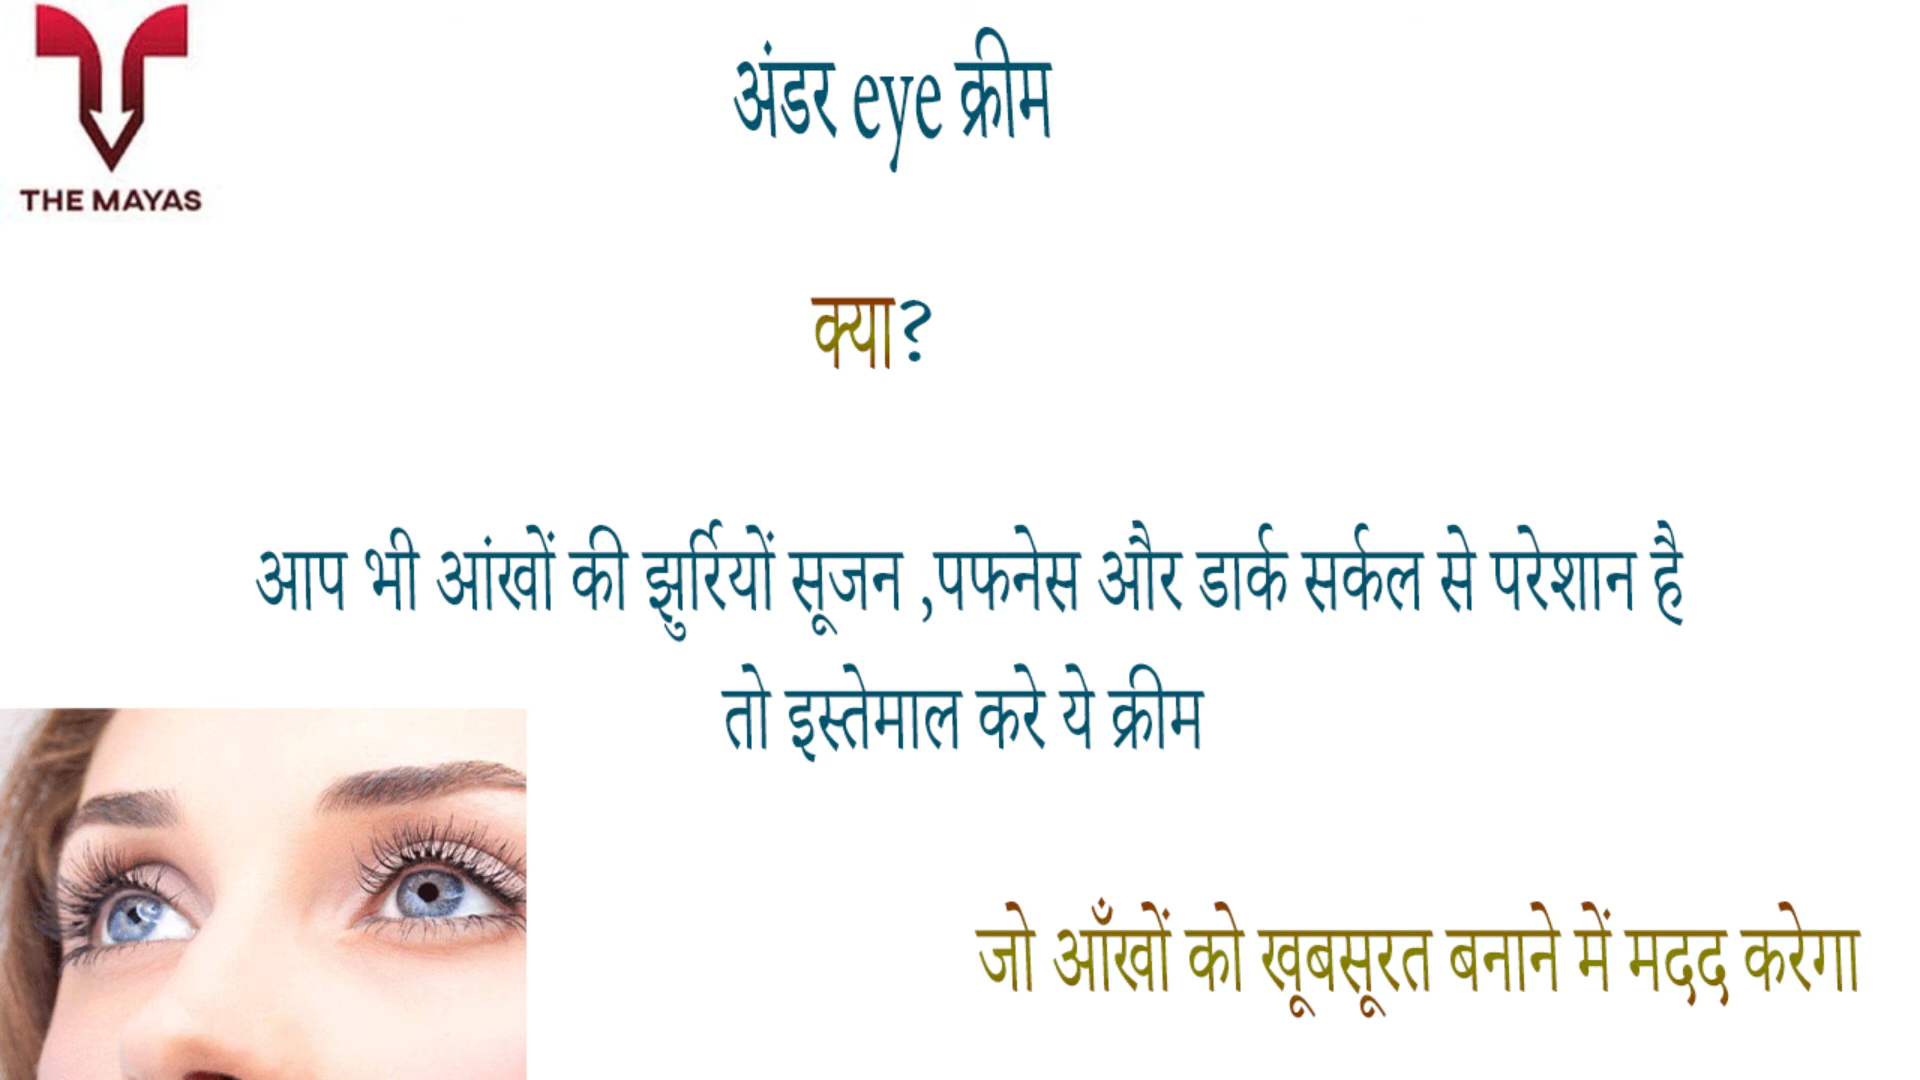 THE MAYAS
अंडर eye क्रीम
क्या?
आप भी आंखों की झुर्रियों सूजन ,पफनेस और डार्क सर्कल से परेशान है
तो इस्तेमाल करे ये क्रीम
जो आँखों को खूबसूरत बनाने में मदद करेगा